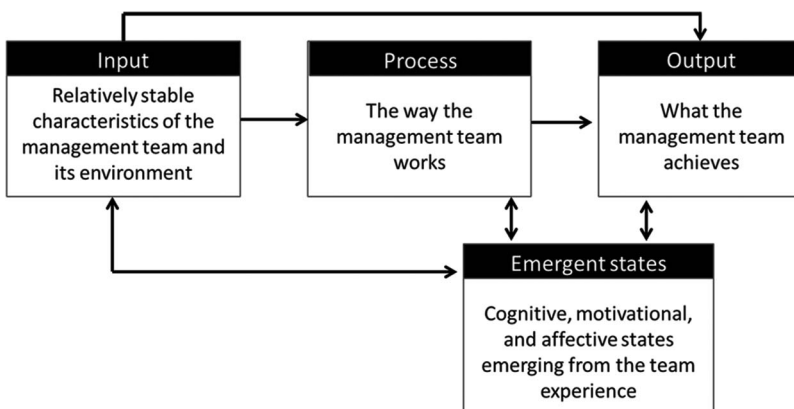 Input
Relatively stable
characteristics of the
management team and
its environment
Process
The way the
management team
works
Output
What the
management team
achieves
Emergent states
Cognitive, motivational,
and affective states
emerging from the team
experience